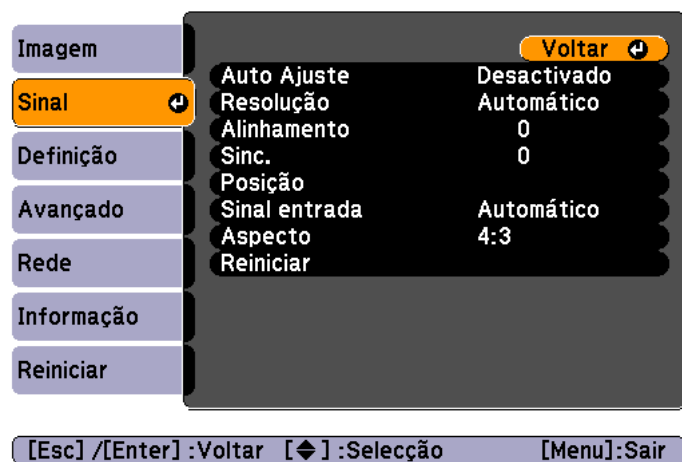 Imagem
Sinal
Definição
Avançado
Rede
Informação
Reiniciar
Voltar
Auto Ajuste Desactivado
Resolução Automático
Alinhamento 0
Sinc. 0
Posição
Sinal entrada Automático
Aspecto 4:3
Reiniciar
[Esc] /[Enter] :Voltar [◆] :Selecção [Menu]:Sair